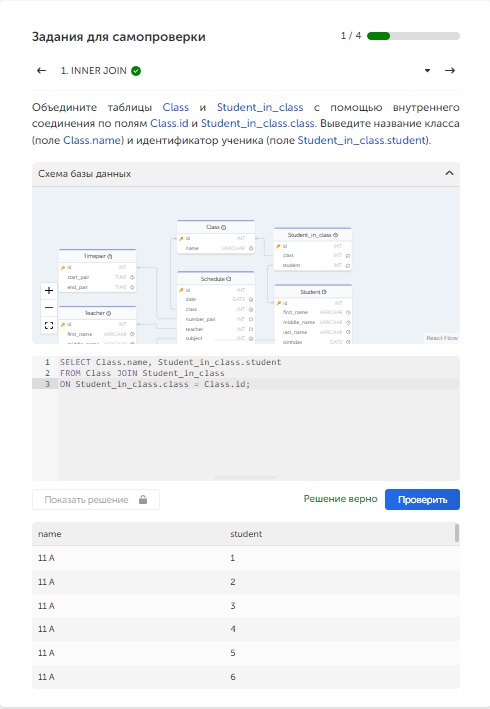 Задания для самопроверки
1 / 4
1. INNER JOIN
Объедините таблицы Class и Student_in_class с помощью внутреннего
соединения по полям Class.id и Student_in_class.class. Выведите название класса
(поле Class.name) и идентификатор ученика (поле Student_in_class.student).
Схема базы данных
Class
id INT
name VARCHAR
Student_in_class
id INT
class INT
student INT
Timepair
id INT
start_pair TIME
end_pair TIME
Schedule
id INT
date DATE
class INT
number_pair INT
teacher INT
subject INT
Student
id INT
first_name VARCHAR
middle_name VARCHAR
last_name VARCHAR
birthday DATE
Teacher
id INT
first_name VARCHAR
React Flow
1 SELECT Class.name, Student_in_class.student
2 FROM Class JOIN Student_in_class
3 ON Student_in_class.class = Class.id;
Показать решение
Решение верно
Проверить
name student
11 A 1
11 A 2
11 A 3
11 A 4
11 A 5
11 A 6